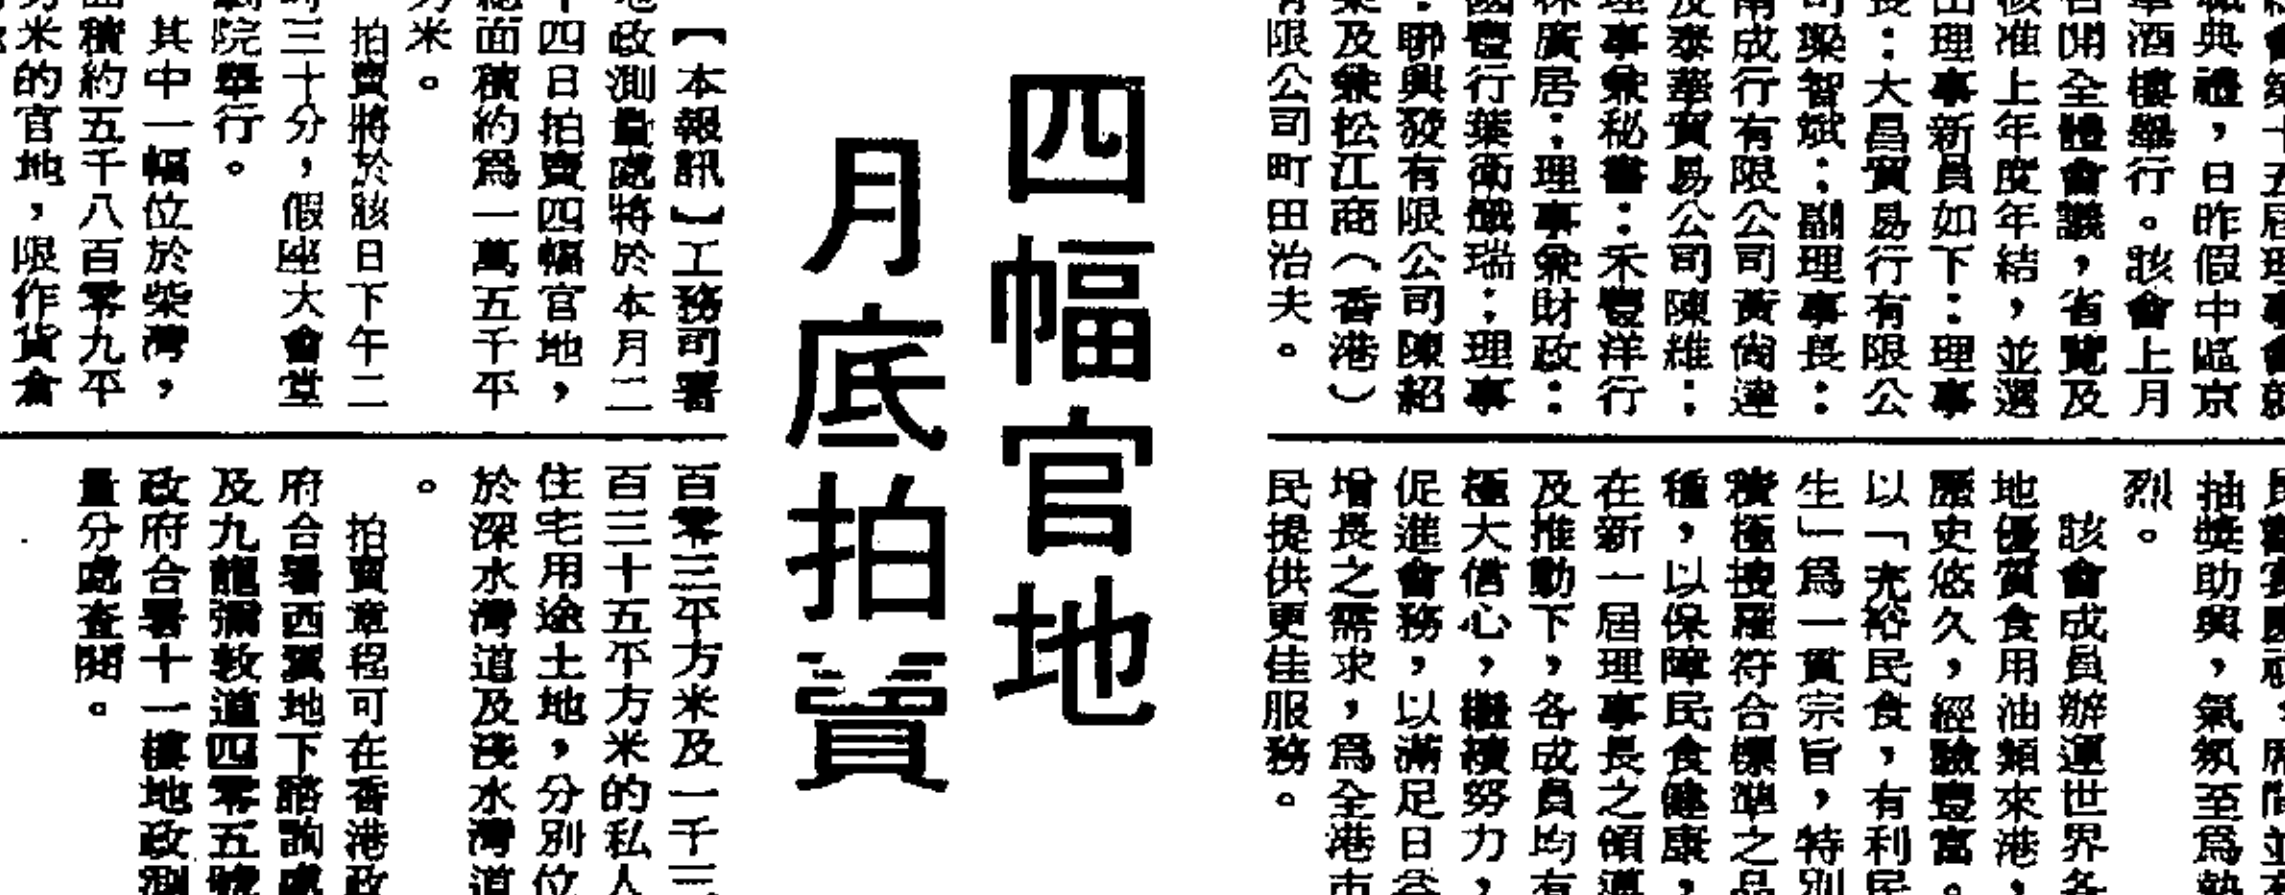 十五屆理事會就
典禮，日昨假中區京
華酒樓舉行。該會上月
召開全體會議，省覽及
核准上年度年結，並選
出理事新員如下：理事
長：大昌貿易行有限公
司梁智斌：副理事長：
南成行有限公司黃尙達
及泰華貿易公司陳維：
理事兼秘書：禾豐洋行
林廣居：理事兼財政：
國豐行葉衞娥瑞：理事
：聯興發有限公司陳紹
及兼松江商（香港）
有限公司町田治夫。
抽獎助興，氣氛至爲熱
烈。
該會成員辦運世界各
地優質食用油類來港，
歷史悠久，經驗豐富。
以「充裕民食，有利民
生」爲一貫宗旨，特別
積極搜羅符合標準之品
種，以保障民食健康，
在新一屆理事長之領導
及推動下，各成員均有
極大信心，繼續努力，
促進會務，以滿足日益
增長之需求，爲全港市
民提供更佳服務。
四幅官地
月底拍賣
【本報訊】工務司署
地政測量處將於本月二
十四日拍賣四幅官地，
總面積約爲一萬五千平
方米。
拍賣將於該日下午二
時三十分，假座大會堂
劇院舉行。
其中一幅位於柴灣，
面積約五千八百零九平
方米的官地，限作貨倉
百零三平方米及一千三
百三十五平方米的私人
住宅用途土地，分別位
於深水灣道及淺水灣道
。
拍賣章程可在香港政
府合署西翼地下諮詢處
及九龍彌敦道四零五號
政府合署十一樓地政測
量分處查閱。